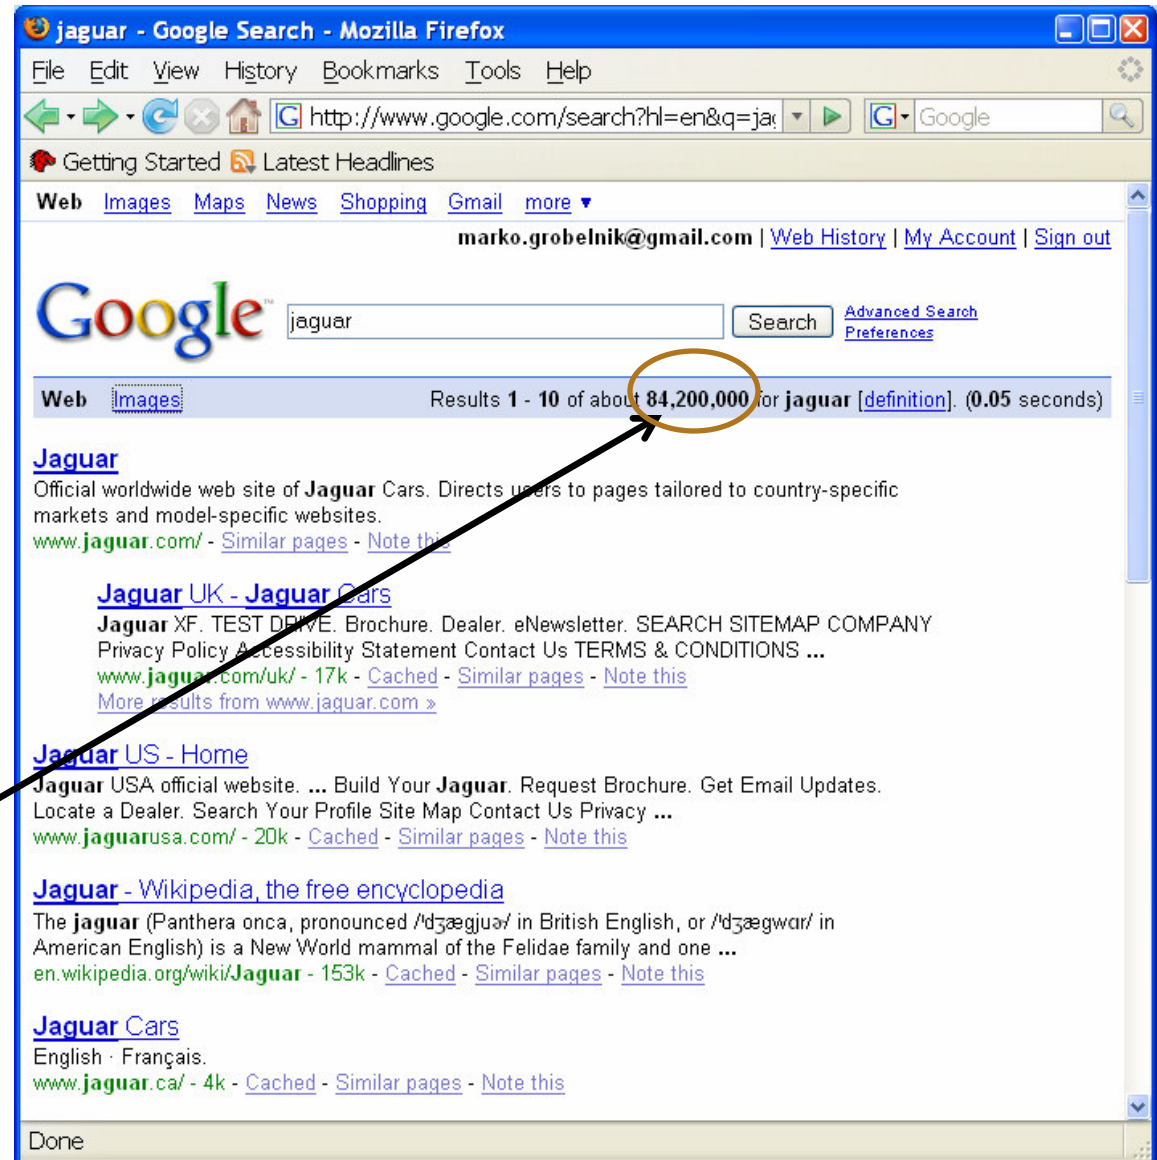 jaguar - Google Search - Mozilla Firefox
File Edit View History Bookmarks Tools Help
G http://www.google.com/search?hl=en&q=ja G Google
Getting Started Latest Headlines
Web Images Maps News Shopping Gmail more ▼
marko.grobelnik@gmail.com | Web History | My Account | Sign out
Google™ jaguar Search Advanced Search
Preferences
Web Images Results 1 - 10 of about 84,200,000 for jaguar [definition]. (0.05 seconds)
Jaguar
Official worldwide web site of Jaguar Cars. Directs users to pages tailored to country-specific
markets and model-specific websites.
www.jaguar.com/ - Similar pages - Note this
Jaguar UK - Jaguar Cars
Jaguar XF. TEST DRIVE. Brochure. Dealer. eNewsletter. SEARCH SITEMAP COMPANY
Privacy Policy Accessibility Statement Contact Us TERMS & CONDITIONS ...
www.jaguar.com/uk/ - 17k - Cached - Similar pages - Note this
More results from www.jaguar.com »
Jaguar US - Home
Jaguar USA official website. ... Build Your Jaguar. Request Brochure. Get Email Updates.
Locate a Dealer. Search Your Profile Site Map Contact Us Privacy ...
www.jaguarusa.com/ - 20k - Cached - Similar pages - Note this
Jaguar - Wikipedia, the free encyclopedia
The jaguar (Panthera onca, pronounced /ˈdʒægjuə/ in British English, or /ˈdʒægwɑr/ in
American English) is a New World mammal of the Felidae family and one ...
en.wikipedia.org/wiki/Jaguar - 153k - Cached - Similar pages - Note this
Jaguar Cars
English · Français.
www.jaguar.ca/ - 4k - Cached - Similar pages - Note this
Done